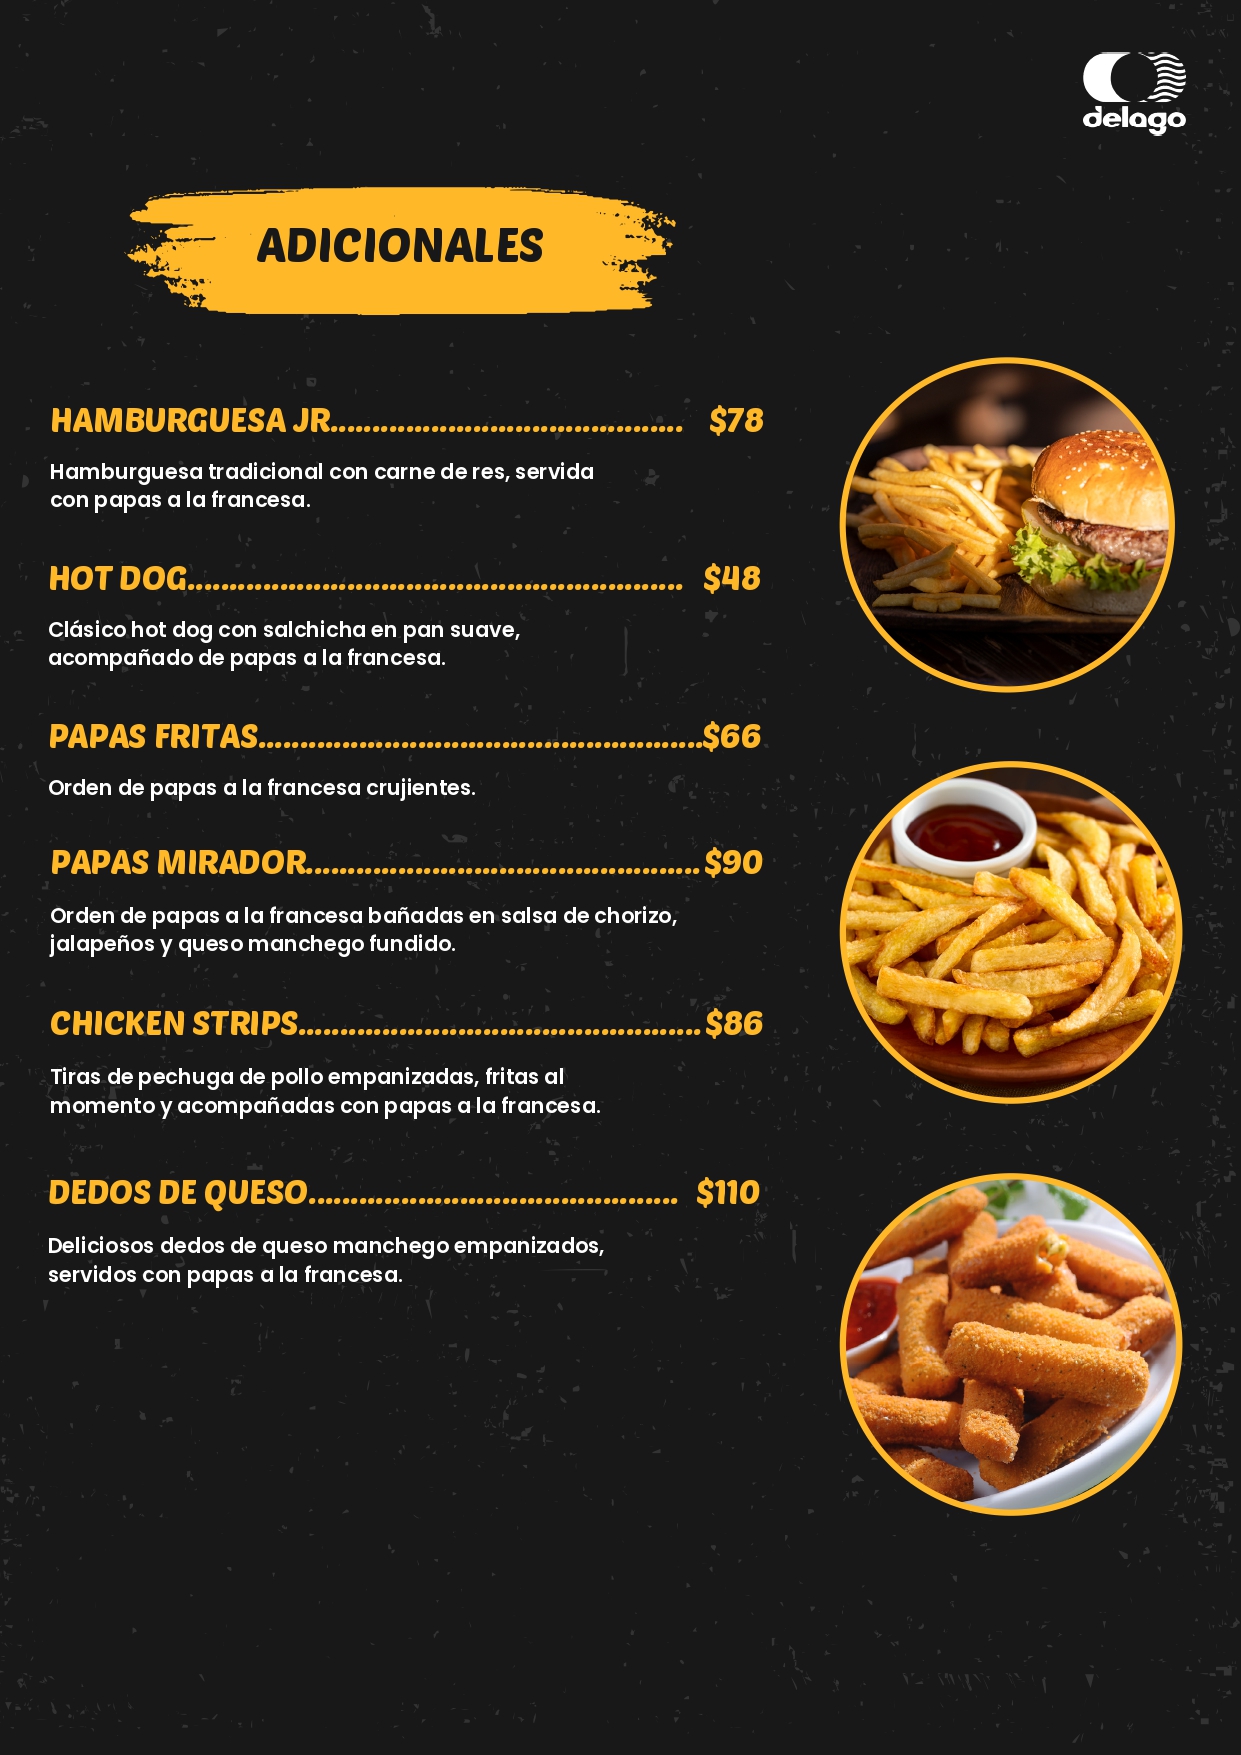 delago
ADICIONALES
HAMBURGUESA JR.......................................... $78
Hamburguesa tradicional con carne de res, servida
con papas a la francesa.
HOT DOG........................................................... $48
Clásico hot dog con salchicha en pan suave,
acompañado de papas a la francesa.
PAPAS FRITAS.....................................................$66
Orden de papas a la francesa crujientes.
PAPAS MIRADOR............................................... $90
Orden de papas a la francesa bañadas en salsa de chorizo,
jalapeños y queso manchego fundido.
CHICKEN STRIPS................................................ $86
Tiras de pechuga de pollo empanizadas, fritas al
momento y acompañadas con papas a la francesa.
DEDOS DE QUESO............................................ $110
Deliciosos dedos de queso manchego empanizados,
servidos con papas a la francesa.